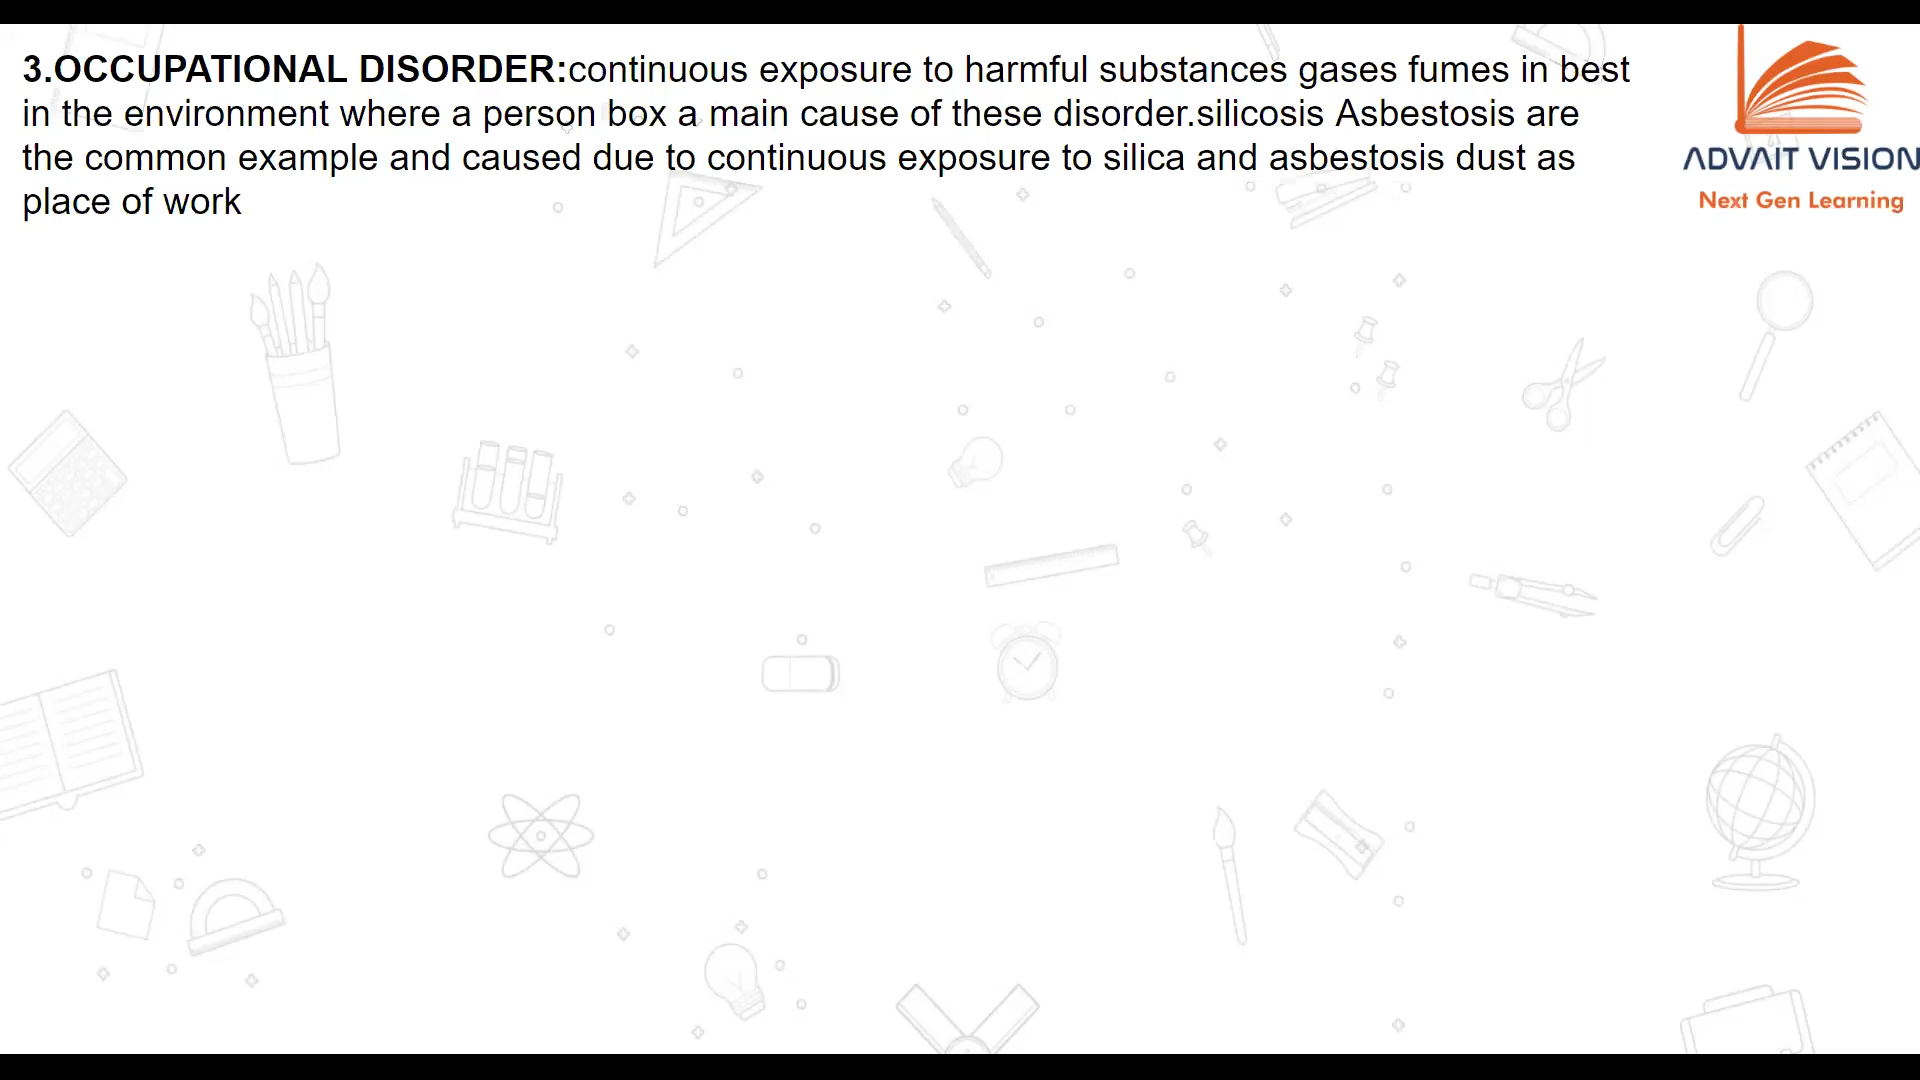 3.OCCUPATIONAL DISORDER:continuous exposure to harmful substances gases fumes in best
in the environment where a person box a main cause of these disorder.silicosis Asbestosis are
the common example and caused due to continuous exposure to silica and asbestosis dust as
place of work
ADVAIT VISION
Next Gen Learning